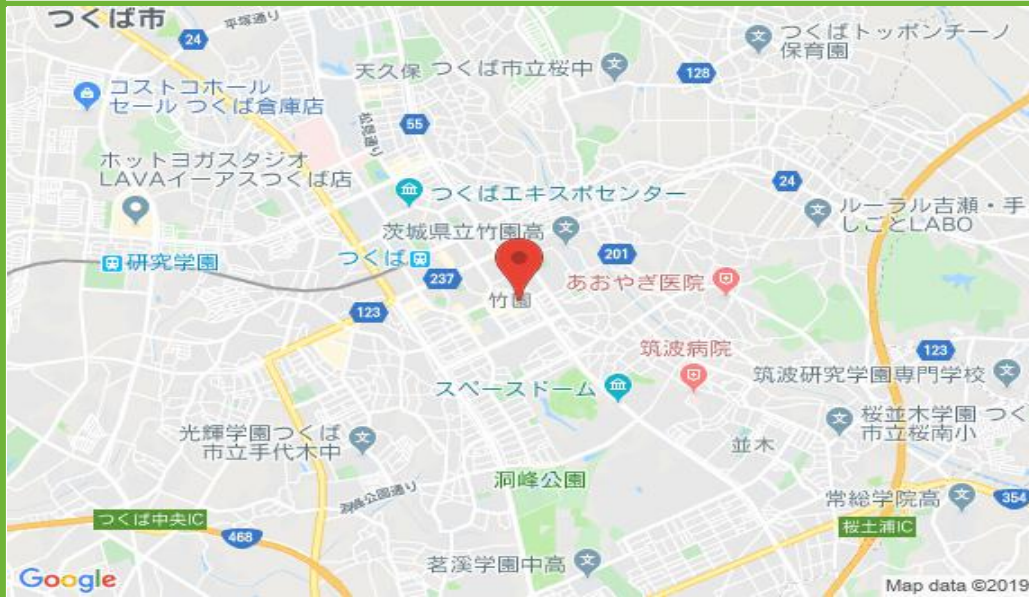 つくば市
平塚通り
24
つくばトッポンチーノ
保育園
天久保
つくば市立桜中
128
コストコホール
セール つくば倉庫店
松見通り
55
ホットヨガスタジオ
LAVAイーアスつくば店
つくばエキスポセンター
24
ルーラル吉瀬・手
しごとLABO
茨城県立竹園高
201
研究学園
つくば
237
竹園
あおやぎ医院
123
筑波病院
123
筑波研究学園専門学校
スペースドーム
桜並木学園 つく
市立桜南小
光輝学園つくば
市立手代木中
並木
洞峰公園
洞峰公園通り
常総学院高
354
つくば中央IC
468
桜土浦IC
茗溪学園中高
Google
Map data ©2019